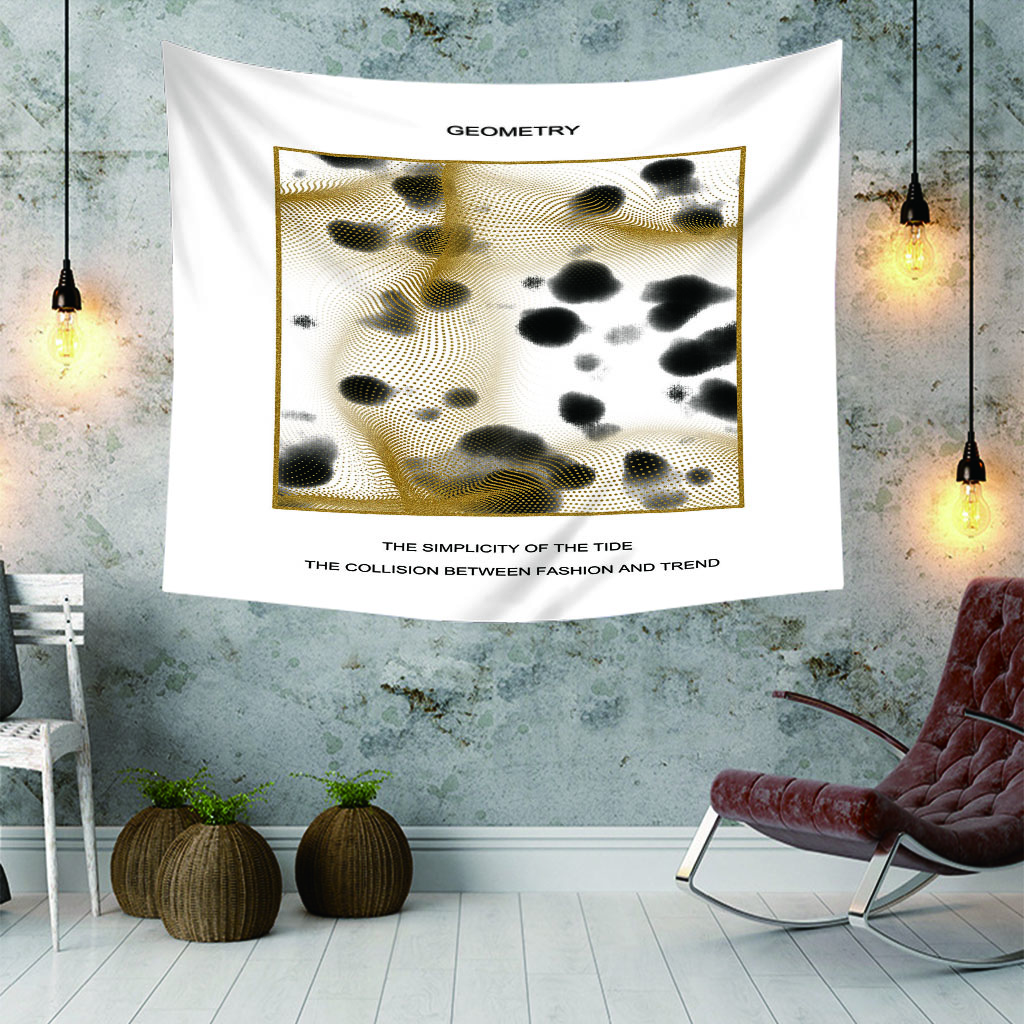 GEOMETRY
THE SIMPLICITY OF THE TIDE
THE COLLISION BETWEEN FASHION AND TREND